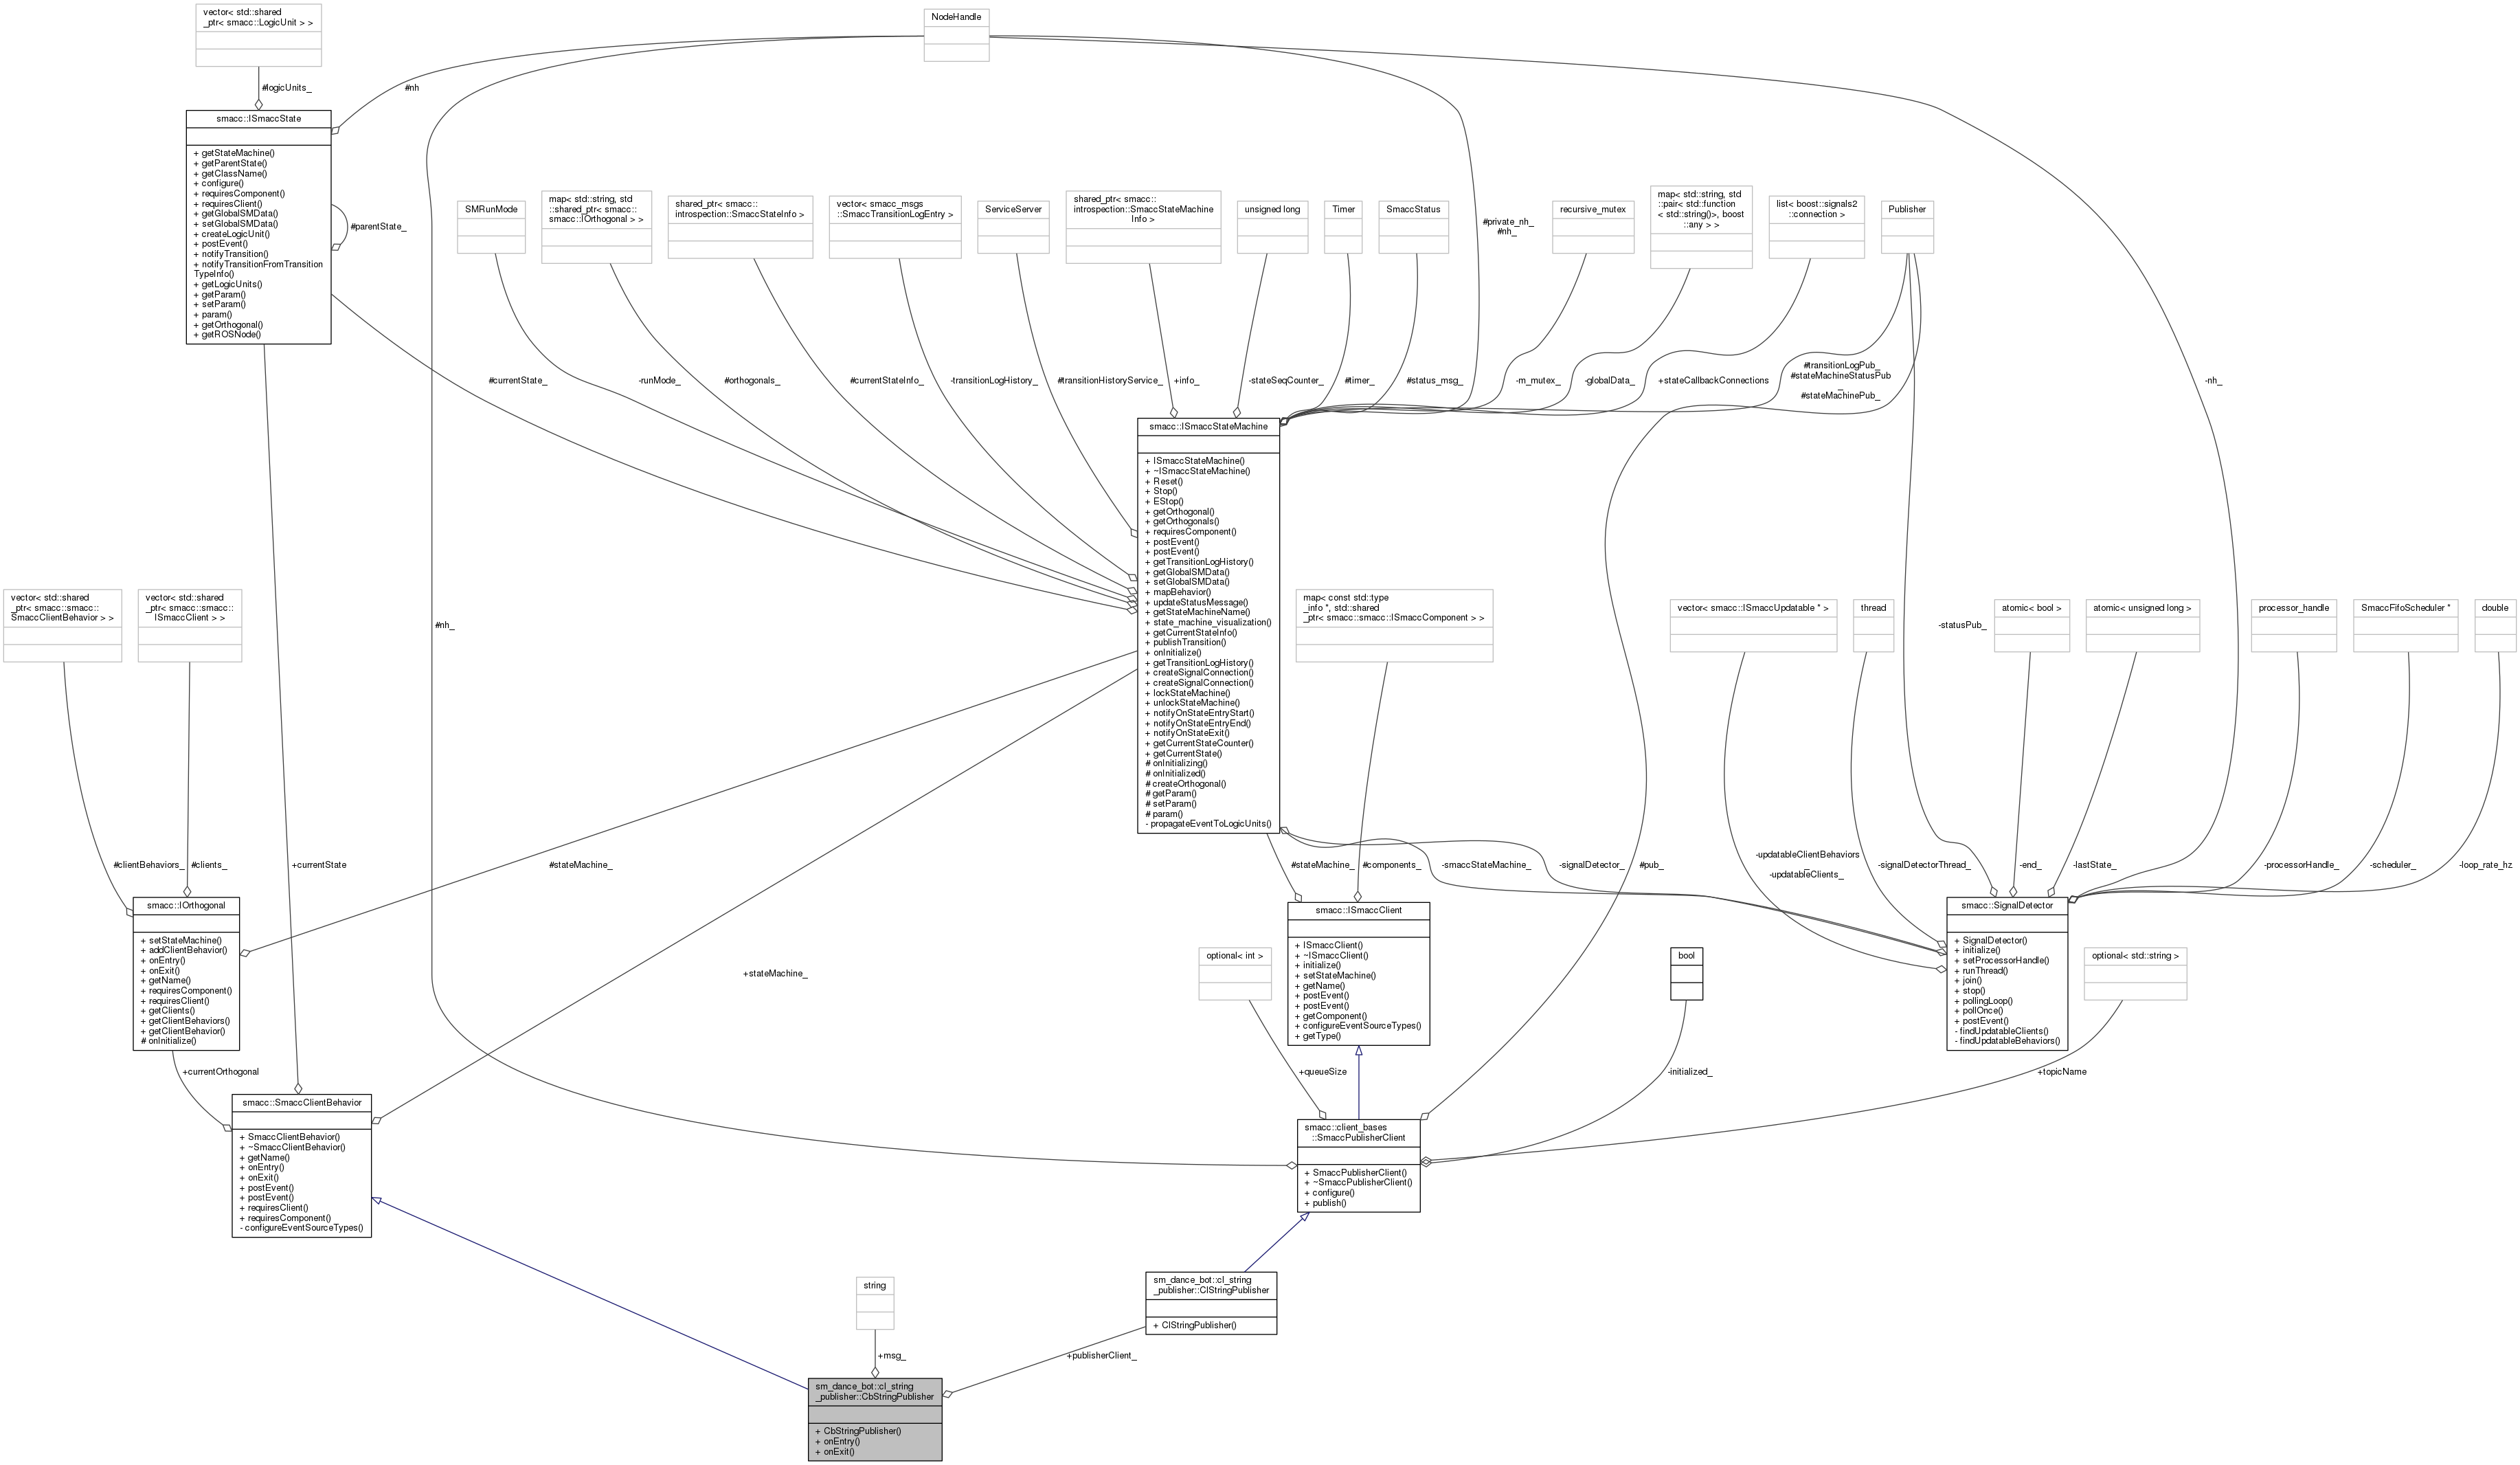 vector< std::shared
_ptr< smacc::LogicUnit > >
NodeHandle
#logicUnits_
#nh
smacc::ISmaccState
+ getStateMachine()
+ getParentState()
+ getClassName()
+ configure()
+ requiresComponent()
+ requiresClient()
+ getGlobalSMData()
+ setGlobalSMData()
+ createLogicUnit()
+ postEvent()
+ notifyTransition()
+ notifyTransitionFromTransition
TypeInfo()
+ getLogicUnits()
+ getParam()
+ setParam()
+ param()
+ getOrthogonal()
+ getROSNode()
#parentState_
SMRunMode
map< std::string, std
::shared_ptr< smacc::
smacc::IOrthogonal > >
shared_ptr< smacc::
introspection::SmaccStateInfo >
vector< smacc_msgs
::SmaccTransitionLogEntry >
ServiceServer
shared_ptr< smacc::
introspection::SmaccStateMachine
Info >
unsigned long
Timer
SmaccStatus
#private_nh_
#nh_
recursive_mutex
map< std::string, std
::pair< std::function
< std::string()>, boost
::any > >
list< boost::signals2
::connection >
Publisher
#currentState_
-runMode_
#orthogonals_
#currentStateInfo_
-transitionLogHistory_
#transitionHistoryService_
+info_
-stateSeqCounter_
#timer_
#status_msg_
-m_mutex_
-globalData_
+stateCallbackConnections
#transitionLogPub_
#stateMachineStatusPub
_
#stateMachinePub_
-nh_
smacc::ISmaccStateMachine
+ ISmaccStateMachine()
+ ~ISmaccStateMachine()
+ Reset()
+ Stop()
+ EStop()
+ getOrthogonal()
+ getOrthogonals()
+ requiresComponent()
+ postEvent()
+ postEvent()
+ getTransitionLogHistory()
+ getGlobalSMData()
+ setGlobalSMData()
+ mapBehavior()
+ updateStatusMessage()
+ getStateMachineName()
+ state_machine_visualization()
+ getCurrentStateInfo()
+ publishTransition()
+ onInitialize()
+ getTransitionLogHistory()
+ createSignalConnection()
+ createSignalConnection()
+ lockStateMachine()
+ unlockStateMachine()
+ notifyOnStateEntryStart()
+ notifyOnStateEntryEnd()
+ notifyOnStateExit()
+ getCurrentStateCounter()
+ getCurrentState()
# onInitializing()
# onInitialized()
# createOrthogonal()
# getParam()
# setParam()
# param()
- propagateEventToLogicUnits()
vector< std::shared
_ptr< smacc::smacc::
SmaccClientBehavior > >
vector< std::shared
_ptr< smacc::smacc::
ISmaccClient > >
#nh_
map< const std::type
_info *, std::shared
_ptr< smacc::smacc::ISmaccComponent > >
vector< smacc::ISmaccUpdatable * >
thread
-statusPub_
atomic< bool >
atomic< unsigned long >
processor_handle
SmaccFifoScheduler *
double
#clientBehaviors_
#clients_
+currentState
#stateMachine_
#stateMachine_
#components_
-smaccStateMachine_
-signalDetector_
#pub_
-updatableClientBehaviors
_
-updatableClients_
-signalDetectorThread_
-end_
-lastState_
-processorHandle_
-scheduler_
-loop_rate_hz
smacc::IOrthogonal
+ setStateMachine()
+ addClientBehavior()
+ onEntry()
+ onExit()
+ getName()
+ requiresComponent()
+ requiresClient()
+ getClients()
+ getClientBehaviors()
+ getClientBehavior()
# onInitialize()
smacc::ISmaccClient
+ ISmaccClient()
+ ~ISmaccClient()
+ initialize()
+ setStateMachine()
+ getName()
+ postEvent()
+ postEvent()
+ getComponent()
+ configureEventSourceTypes()
+ getType()
smacc::SignalDetector
+ SignalDetector()
+ initialize()
+ setProcessorHandle()
+ runThread()
+ join()
+ stop()
+ pollingLoop()
+ pollOnce()
+ postEvent()
- findUpdatableClients()
- findUpdatableBehaviors()
optional< int >
bool
optional< std::string >
+stateMachine_
+currentOrthogonal
+queueSize
-initialized_
+topicName
smacc::SmaccClientBehavior
+ SmaccClientBehavior()
+ ~SmaccClientBehavior()
+ getName()
+ onEntry()
+ onExit()
+ postEvent()
+ postEvent()
+ requiresClient()
+ requiresComponent()
- configureEventSourceTypes()
smacc::client_bases
::SmaccPublisherClient
+ SmaccPublisherClient()
+ ~SmaccPublisherClient()
+ configure()
+ publish()
string
sm_dance_bot::cl_string
_publisher::ClStringPublisher
+ ClStringPublisher()
+msg_
+publisherClient_
sm_dance_bot::cl_string
_publisher::CbStringPublisher
+ CbStringPublisher()
+ onEntry()
+ onExit()